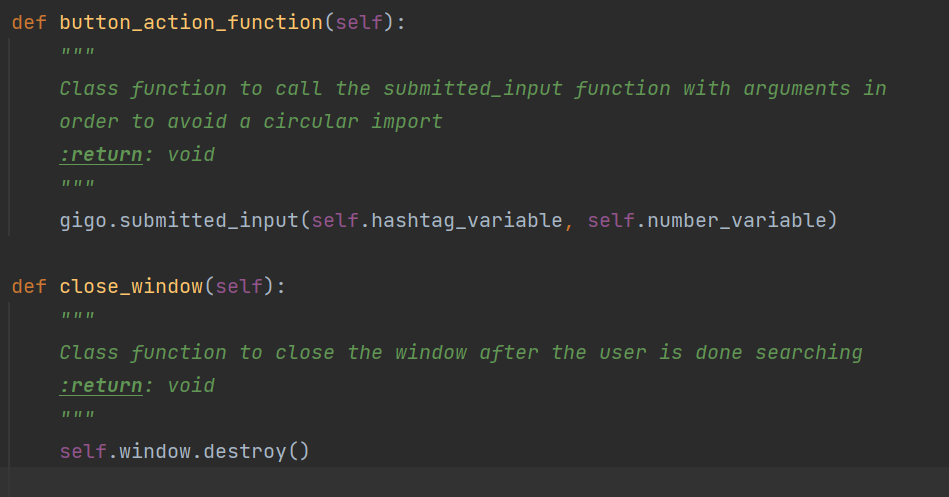 def button_action_function(self):
    """
    Class function to call the submitted_input function with arguments in
    order to avoid a circular import
    :return: void
    """
    gigo.submitted_input(self.hashtag_variable, self.number_variable)
def close_window(self):
    """
    Class function to close the window after the user is done searching
    :return: void
    """
    self.window.destroy()